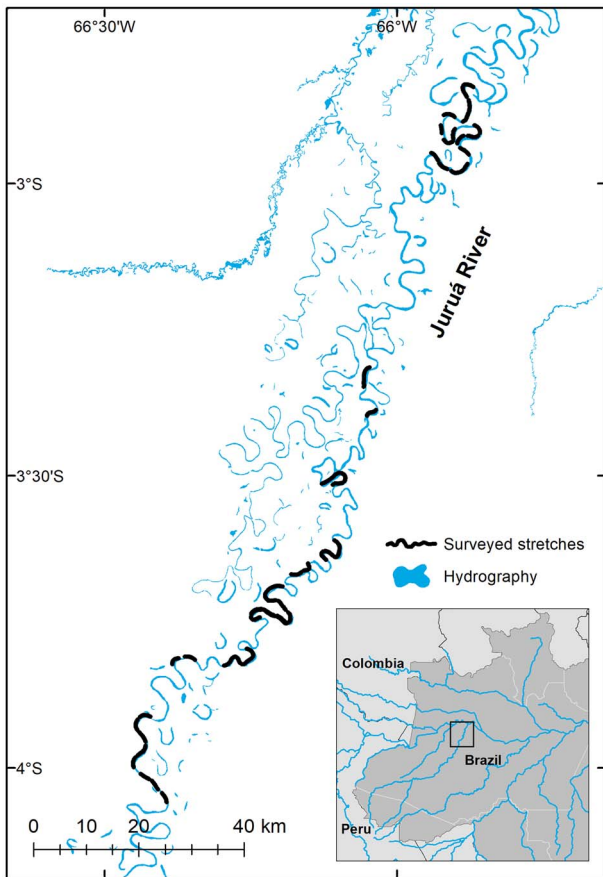 66°30'W
66°W
3°S
Juruá River
3°30'S
Surveyed stretches
Hydrography
Colombia
Brazil
4°S
Peru
0 10 20 40 km